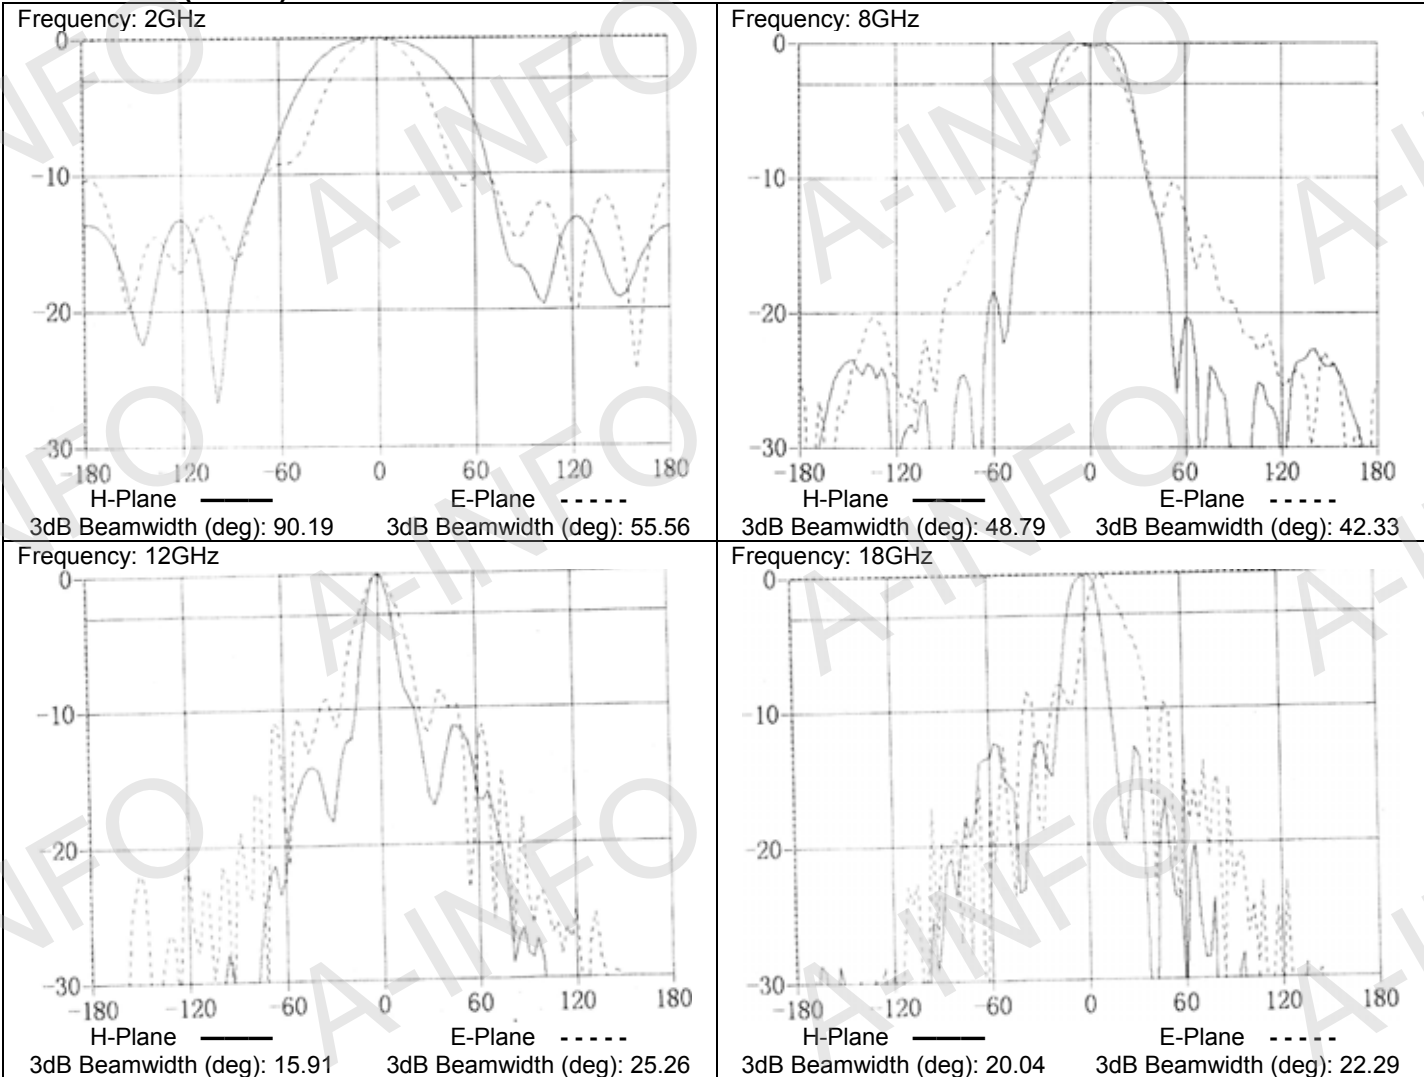 Frequency: 2GHz
0
-10
-20
-30
-180 -120 -60 0 60 120 180
H-Plane E-Plane
3dB Beamwidth (deg): 90.19 3dB Beamwidth (deg): 55.56
Frequency: 8GHz
0
-10
-20
-30
-180 -120 -60 0 60 120 180
H-Plane E-Plane
3dB Beamwidth (deg): 48.79 3dB Beamwidth (deg): 42.33
Frequency: 12GHz
0
-10
-20
-30
-180 -120 -60 0 60 120 180
H-Plane E-Plane
3dB Beamwidth (deg): 15.91 3dB Beamwidth (deg): 25.26
Frequency: 18GHz
0
-10
-20
-30
-180 -120 -60 0 60 120 180
H-Plane E-Plane
3dB Beamwidth (deg): 20.04 3dB Beamwidth (deg): 22.29
A-INFO
A-INFO
A-INFO
A-INFO
A-INFO
A-INFO